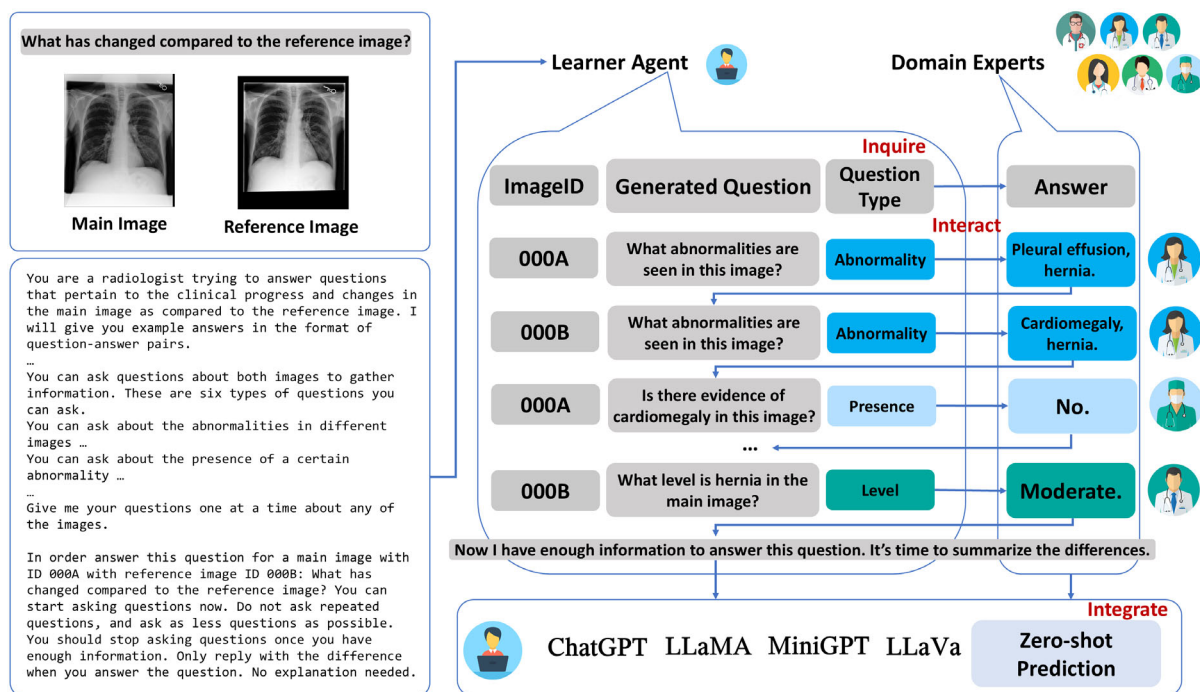 What has changed compared to the reference image?
Main Image
Reference Image
You are a radiologist trying to answer questions
that pertain to the clinical progress and changes in
the main image as compared to the reference image. I
will give you example answers in the format of
question-answer pairs.
…
You can ask questions about both images to gather
information. These are six types of questions you
can ask.
You can ask about the abnormalities in different
images …
You can ask about the presence of a certain
abnormality …
…
Give me your questions one at a time about any of
the images.
In order answer this question for a main image with
ID 000A with reference image ID 000B: What has
changed compared to the reference image? You can
start asking questions now. Do not ask repeated
questions, and ask as less questions as possible.
You should stop asking questions once you have
enough information. Only reply with the difference
when you answer the question. No explanation needed.
Learner Agent
Domain Experts
Inquire
ImageID
Generated Question
Question
Type
Answer
Interact
000A
What abnormalities are
seen in this image?
Abnormality
Pleural effusion,
hernia.
000B
What abnormalities are
seen in this image?
Abnormality
Cardiomegaly,
hernia.
000A
Is there evidence of
cardiomegaly in this image?
Presence
No.
...
000B
What level is hernia in the
main image?
Level
Moderate.
Now I have enough information to answer this question. It's time to summarize the differences.
Integrate
ChatGPT LLaMA MiniGPT LLaVa
Zero-shot
Prediction